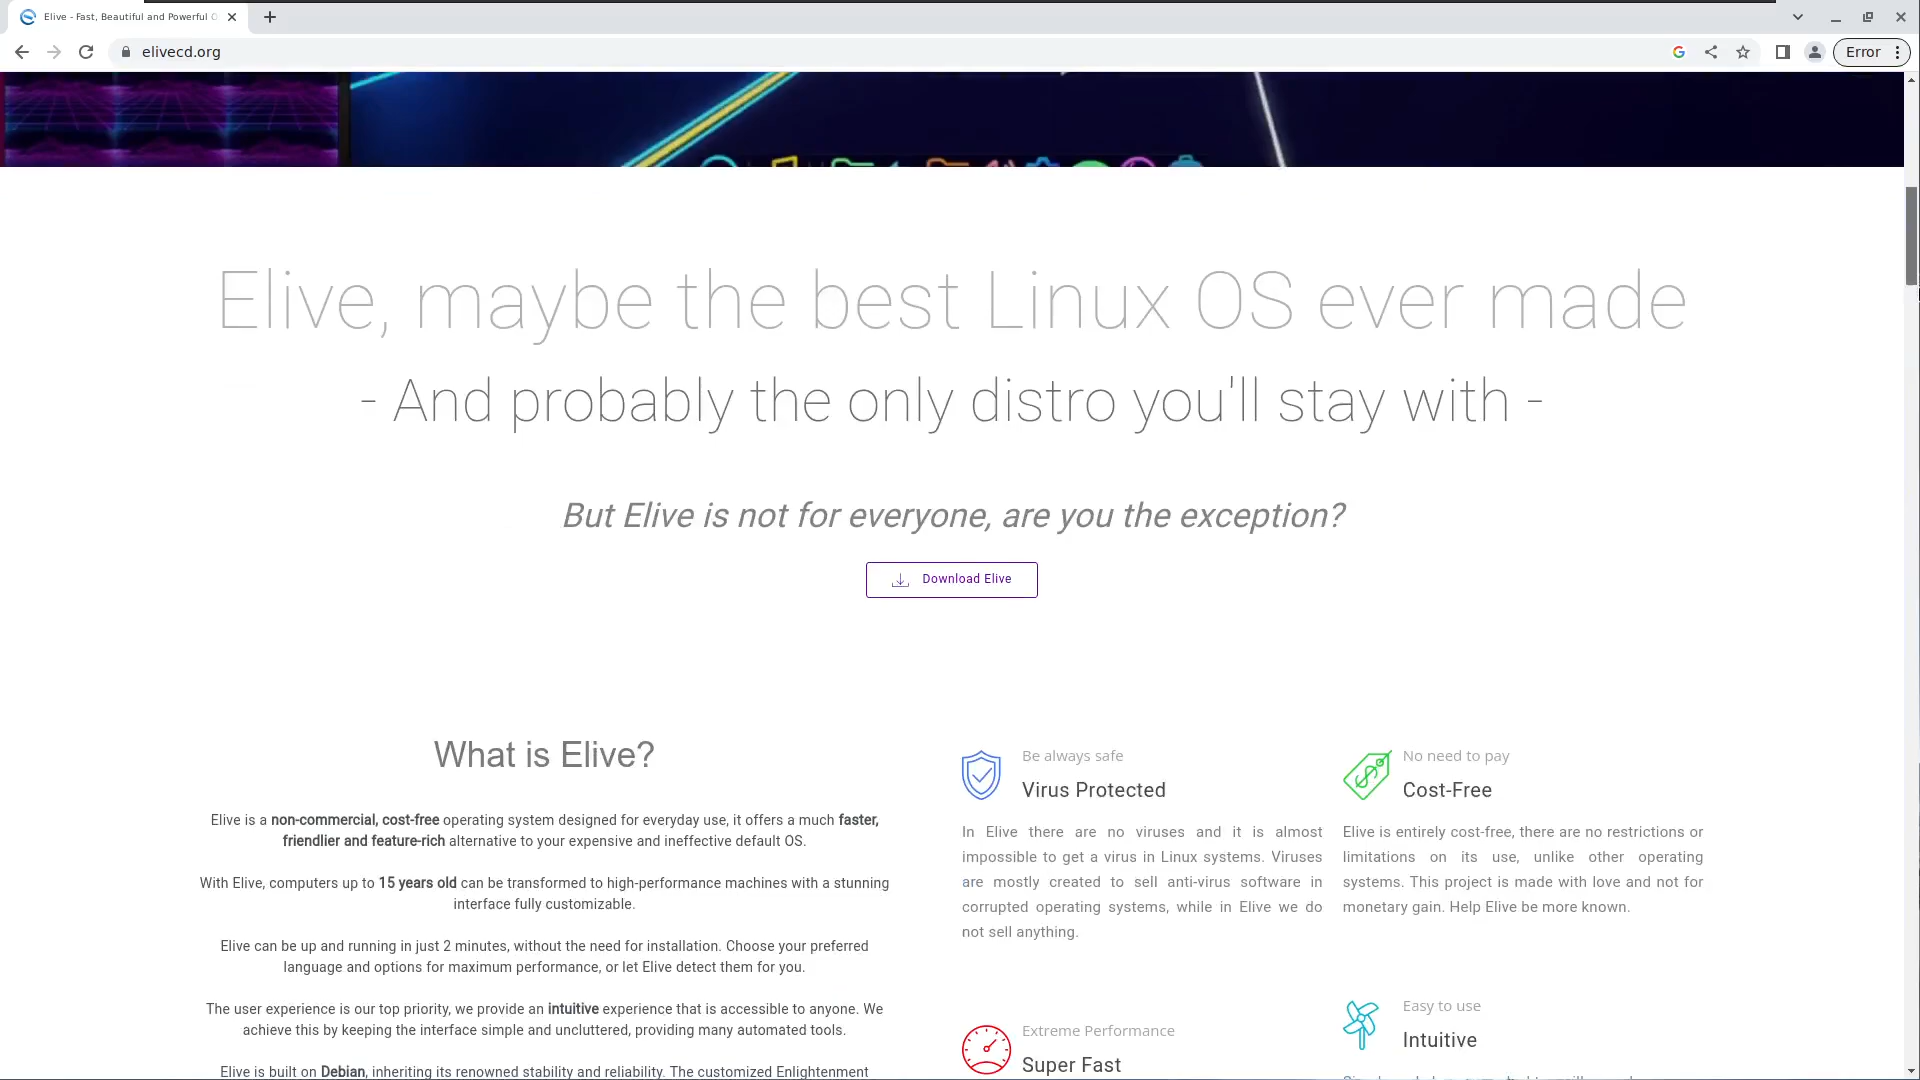 Elive - Fast, Beautiful and Powerful O
elivecd.org
Error
Elive, maybe the best Linux OS ever made
- And probably the only distro you'll stay with -
But Elive is not for everyone, are you the exception?
Download Elive
What is Elive?
Elive is a non-commercial, cost-free operating system designed for everyday use, it offers a much faster,
friendlier and feature-rich alternative to your expensive and ineffective default OS.
With Elive, computers up to 15 years old can be transformed to high-performance machines with a stunning
interface fully customizable.
Elive can be up and running in just 2 minutes, without the need for installation. Choose your preferred
language and options for maximum performance, or let Elive detect them for you.
The user experience is our top priority, we provide an intuitive experience that is accessible to anyone. We
achieve this by keeping the interface simple and uncluttered, providing many automated tools.
Elive is built on Debian, inheriting its renowned stability and reliability. The customized Enlightenment
Be always safe
Virus Protected
In Elive there are no viruses and it is almost
impossible to get a virus in Linux systems. Viruses
are mostly created to sell anti-virus software in
corrupted operating systems, while in Elive we do
not sell anything.
No need to pay
Cost-Free
Elive is entirely cost-free, there are no restrictions or
limitations on its use, unlike other operating
systems. This project is made with love and not for
monetary gain. Help Elive be more known.
Extreme Performance
Super Fast
Easy to use
Intuitive